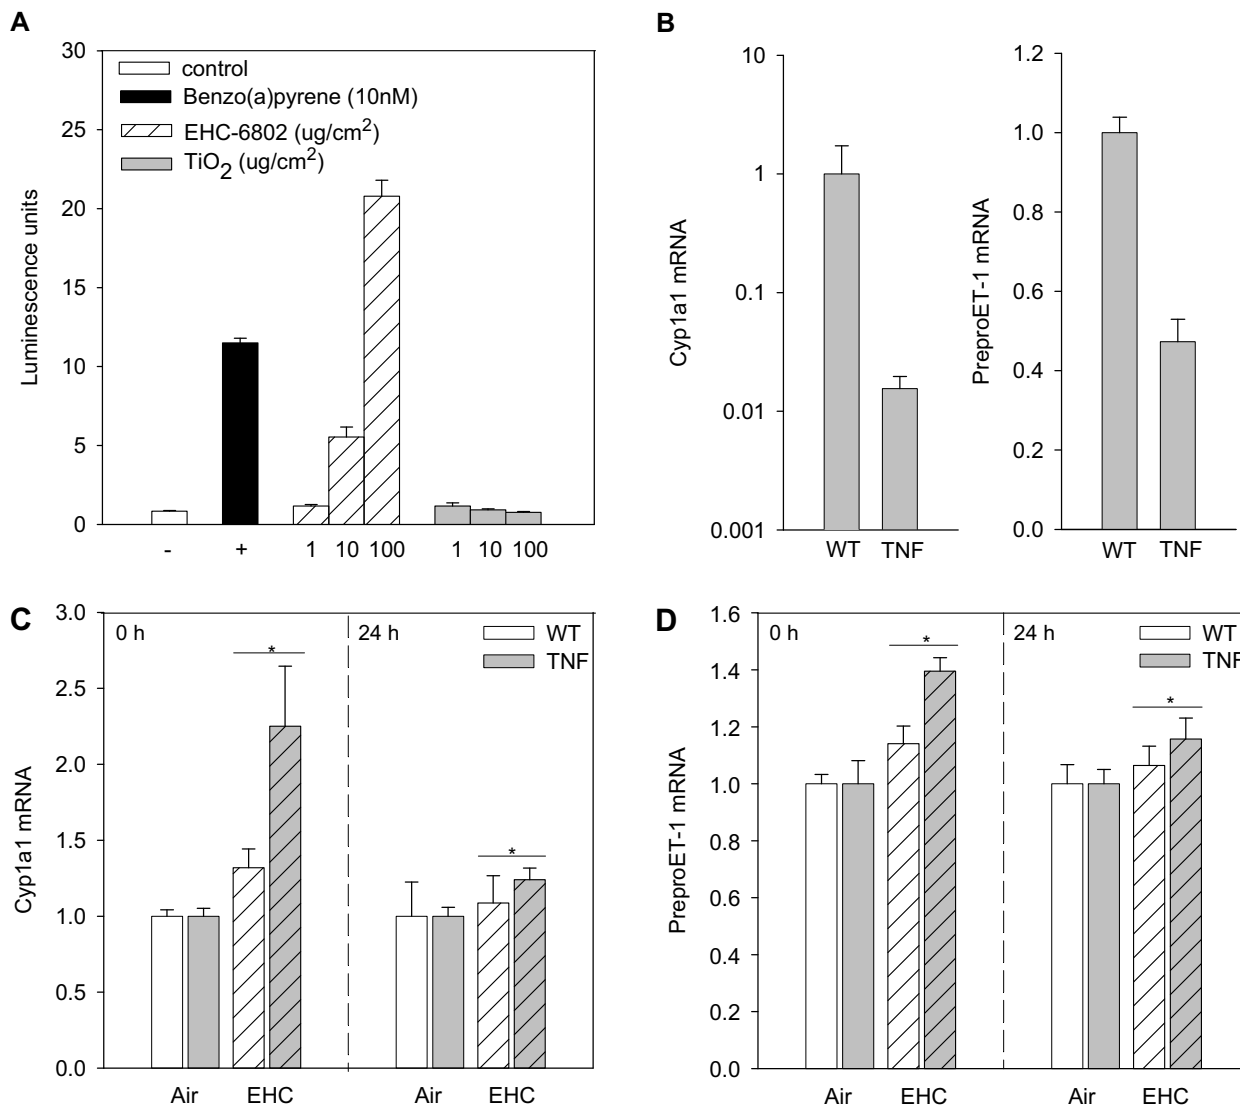 A
30
25
20
15
10
5
0
Luminescence units
control
Benzo(a)pyrene (10nM)
EHC-6802 (ug/cm2)
TiO2 (ug/cm2)
- + 1 10 100 1 10 100
B
10
1
0.1
0.01
0.001
Cyp1a1 mRNA
WT TNF
1.2
1.0
0.8
0.6
0.4
0.2
0.0
PreproET-1 mRNA
WT TNF
C
3.0
2.5
2.0
1.5
1.0
0.5
0.0
Cyp1a1 mRNA
0 h
*
24 h
*
WT
TNF
Air EHC Air EHC
D
1.6
1.4
1.2
1.0
0.8
0.6
0.4
0.2
0.0
PreproET-1 mRNA
0 h
*
24 h
*
WT
TNF
Air EHC Air EHC